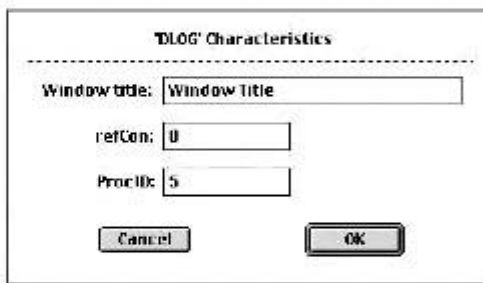 'DLOG' Characteristics
Window title: Window Title
refCon: 0
ProcID: 5
Cancel OK